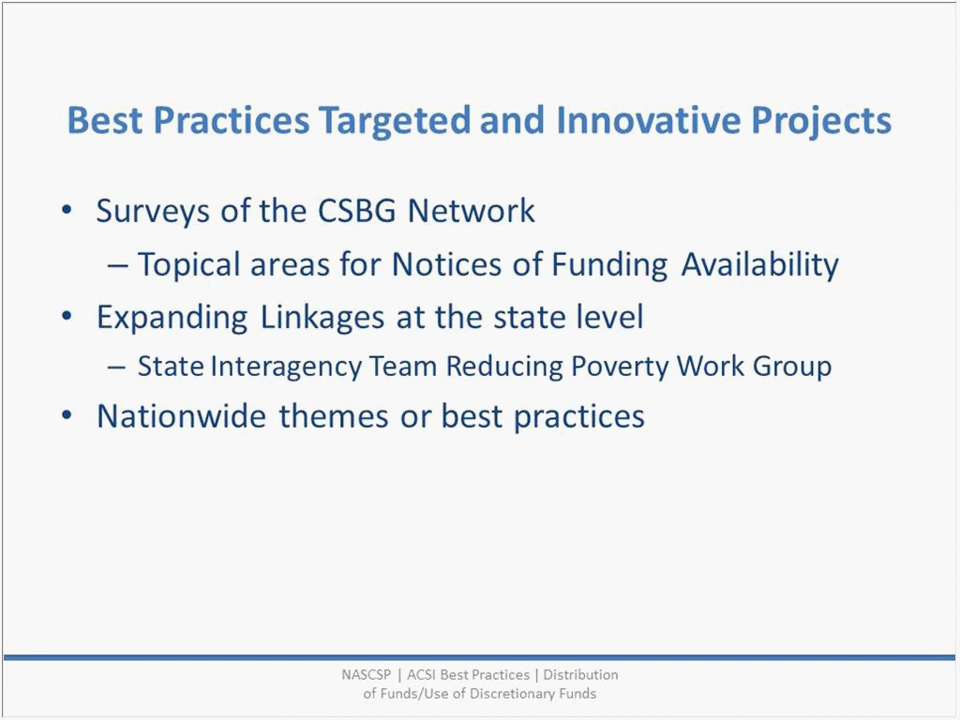 Best Practices Targeted and Innovative Projects
• Surveys of the CSBG Network
– Topical areas for Notices of Funding Availability
• Expanding Linkages at the state level
– State Interagency Team Reducing Poverty Work Group
• Nationwide themes or best practices
NASCSP | ACSI Best Practices | Distribution
of Funds/Use of Discretionary Funds